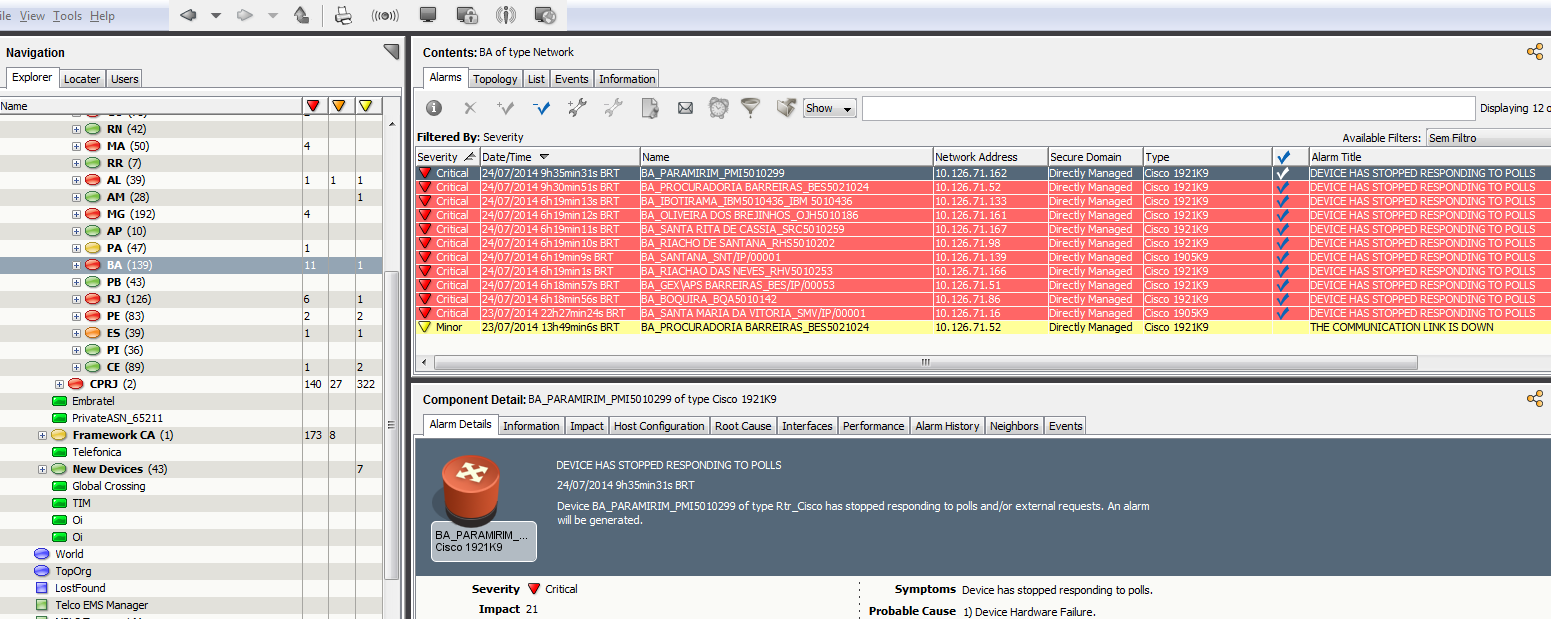 ile View Tools Help
Navigation
Explorer Locater Users
Name
RN (42)
MA (50) 4
RR (7)
AL (39) 1 1 1
AM (28) 1
MG (192) 4
AP (10)
PA (47) 1
BA (139) 11 1
PB (43)
RJ (126) 6 1
PE (83) 2 2
ES (39) 1 1
PI (36)
CE (89) 1 2
CPRJ (2) 140 27 322
Embratel
PrivateASN_65211
Framework CA (1) 173 8
Telefonica
New Devices (43) 7
Global Crossing
TIM
Oi
Oi
World
TopOrg
LostFound
Telco EMS Manager
Contents: BA of type Network
Alarms Topology List Events Information
Show Displaying 12 o
Filtered By: Severity
Available Filters: Sem Filtro
Severity Date/Time Name Network Address Secure Domain Type Alarm Title
Critical 24/07/2014 9h35min31s BRT BA_PARAMIRIM_PMI5010299 10.126.71.162 Directly Managed Cisco 1921K9 DEVICE HAS STOPPED RESPONDING TO POLLS
Critical 24/07/2014 9h30min51s BRT BA_PROCURADORIA BARREIRAS_BES5021024 10.126.71.52 Directly Managed Cisco 1921K9 DEVICE HAS STOPPED RESPONDING TO POLLS
Critical 24/07/2014 6h19min13s BRT BA_IBOTIRAMA_IBM5010436_IBM 5010436 10.126.71.133 Directly Managed Cisco 1921K9 DEVICE HAS STOPPED RESPONDING TO POLLS
Critical 24/07/2014 6h19min12s BRT BA_OLIVEIRA DOS BREJINHOS_OJH5010186 10.126.71.161 Directly Managed Cisco 1921K9 DEVICE HAS STOPPED RESPONDING TO POLLS
Critical 24/07/2014 6h19min11s BRT BA_SANTA RITA DE CASSIA_SRC5010259 10.126.71.167 Directly Managed Cisco 1921K9 DEVICE HAS STOPPED RESPONDING TO POLLS
Critical 24/07/2014 6h19min10s BRT BA_RIACHO DE SANTANA_RHS5010202 10.126.71.98 Directly Managed Cisco 1921K9 DEVICE HAS STOPPED RESPONDING TO POLLS
Critical 24/07/2014 6h19min9s BRT BA_SANTANA_SNT/IP/00001 10.126.71.139 Directly Managed Cisco 1905K9 DEVICE HAS STOPPED RESPONDING TO POLLS
Critical 24/07/2014 6h19min1s BRT BA_RIACHAO DAS NEVES_RHV5010253 10.126.71.166 Directly Managed Cisco 1921K9 DEVICE HAS STOPPED RESPONDING TO POLLS
Critical 24/07/2014 6h18min57s BRT BA_GEX\APS BARREIRAS_BES/IP/00053 10.126.71.51 Directly Managed Cisco 1921K9 DEVICE HAS STOPPED RESPONDING TO POLLS
Critical 24/07/2014 6h18min56s BRT BA_BOQUIRA_BQA5010142 10.126.71.86 Directly Managed Cisco 1921K9 DEVICE HAS STOPPED RESPONDING TO POLLS
Critical 23/07/2014 22h27min24s BRT BA_SANTA MARIA DA VITORIA_SMV/IP/00001 10.126.71.16 Directly Managed Cisco 1905K9 DEVICE HAS STOPPED RESPONDING TO POLLS
Minor 23/07/2014 13h49min6s BRT BA_PROCURADORIA BARREIRAS_BES5021024 10.126.71.52 Directly Managed Cisco 1921K9 THE COMMUNICATION LINK IS DOWN
Component Detail: BA_PARAMIRIM_PMI5010299 of type Cisco 1921K9
Alarm Details Information Impact Host Configuration Root Cause Interfaces Performance Alarm History Neighbors Events
DEVICE HAS STOPPED RESPONDING TO POLLS
24/07/2014 9h35min31s BRT
Device BA_PARAMIRIM_PMI5010299 of type Rtr_Cisco has stopped responding to polls and/or external requests. An alarm
will be generated.
BA_PARAMIRIM_...
Cisco 1921K9
Severity Critical
Impact 21
Symptoms Device has stopped responding to polls.
Probable Cause 1) Device Hardware Failure.